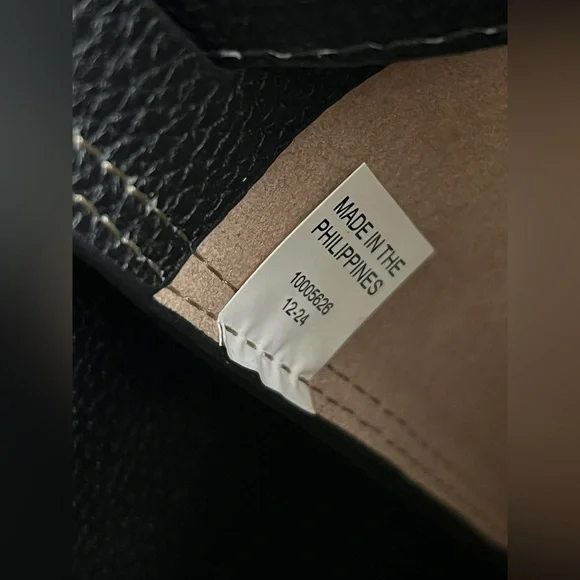 MADE IN THE
PHILIPPINES
10005626
12-24